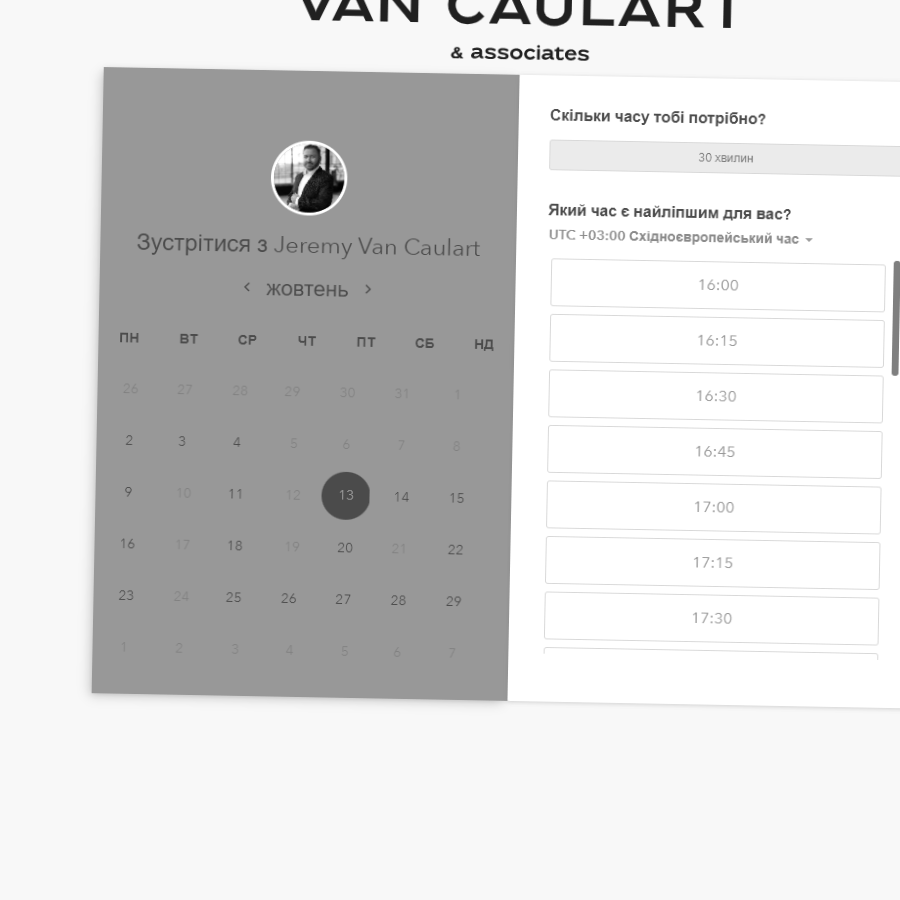 VAN CAULART
& associates
Зустрітися з Jeremy Van Caulart
жовтень
ПН ВТ СР ЧТ ПТ СБ НД
26 27 28 29 30 31 1
2 3 4 5 6 7 8
9 10 11 12 13 14 15
16 17 18 19 20 21 22
23 24 25 26 27 28 29
1 2 3 4 5 6 7
Скільки часу тобі потрібно?
30 хвилин
Який час є найліпшим для вас?
UTC +03:00 Східноєвропейський час
16:00
16:15
16:30
16:45
17:00
17:15
17:30